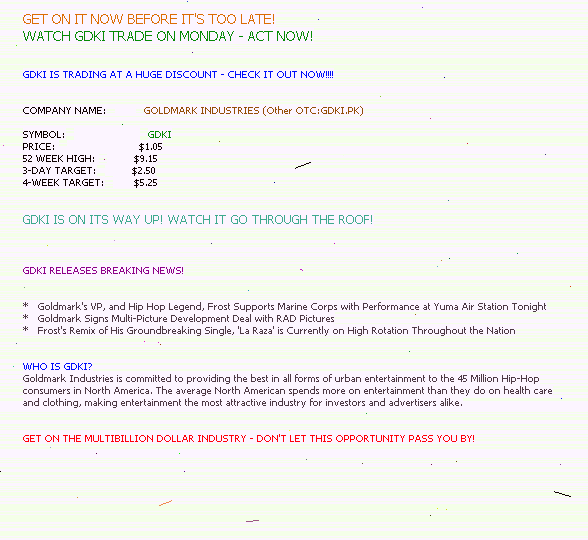 GET ON IT NOW BEFORE IT'S TOO LATE!
WATCH GDKI TRADE ON MONDAY - ACT NOW!
GDKI IS TRADING AT A HUGE DISCOUNT - CHECK IT OUT NOW!!!!
COMPANY NAME: GOLDMARK INDUSTRIES (Other OTC:GDKI.PK)
SYMBOL: GDKI
PRICE: $1.05
52 WEEK HIGH: $9.15
3-DAY TARGET: $2.50
4-WEEK TARGET: $5.25
GDKI IS ON ITS WAY UP! WATCH IT GO THROUGH THE ROOF!
GDKI RELEASES BREAKING NEWS!
* Goldmark's VP, and Hip Hop Legend, Frost Supports Marine Corps with Performance at Yuma Air Station Tonight
* Goldmark Signs Multi-Picture Development Deal with RAD Pictures
* Frost's Remix of His Groundbreaking Single, 'La Raza' is Currently on High Rotation Throughout the Nation
WHO IS GDKI?
Goldmark Industries is committed to providing the best in all forms of urban entertainment to the 45 Million Hip-Hop
consumers in North America. The average North American spends more on entertainment than they do on health care
and clothing, making entertainment the most attractive industry for investors and advertisers alike.
GET ON THE MULTIBILLION DOLLAR INDUSTRY - DON'T LET THIS OPPORTUNITY PASS YOU BY!